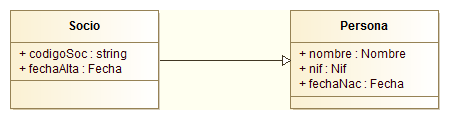 Socio
+ codigoSoc : string
+ fechaAlta : Fecha
Persona
+ nombre : Nombre
+ nif : Nif
+ fechaNac : Fecha